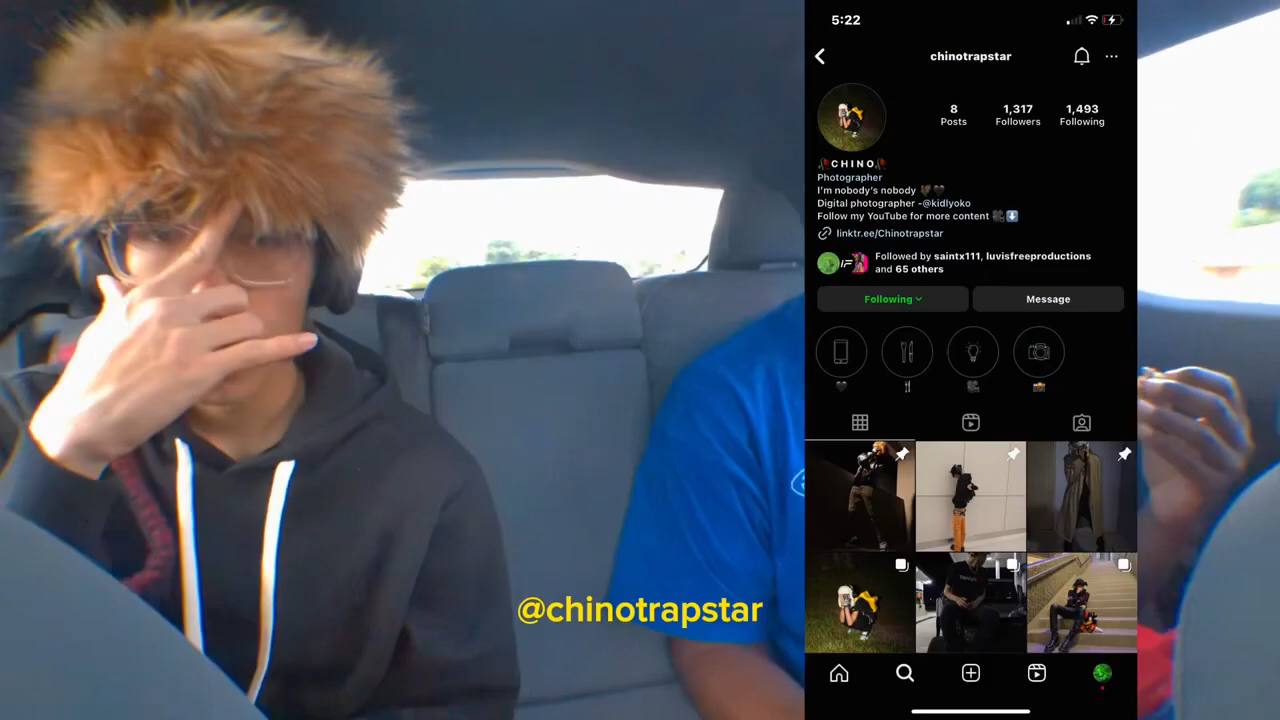 5:22
chinotrapstar
8 1,317 1,493
Posts Followers Following
🥀C H I N O🥀
Photographer
I'm nobody's nobody
Digital photographer -@kidlyoko
Follow my YouTube for more content 🎥⬇️
linktr.ee/Chinotrapstar
Followed by saintx111, luvisfreeproductions
and 65 others
Following Message
@chinotrapstar